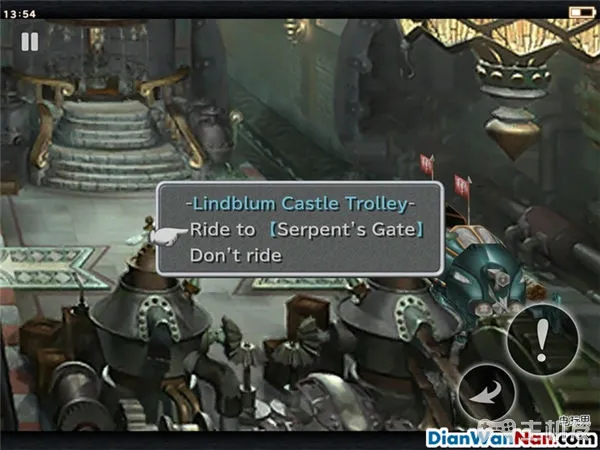 13:54
-Lindblum Castle Trolley-
Ride to 【Serpent's Gate】
Don't ride
!
DianWanNan.com